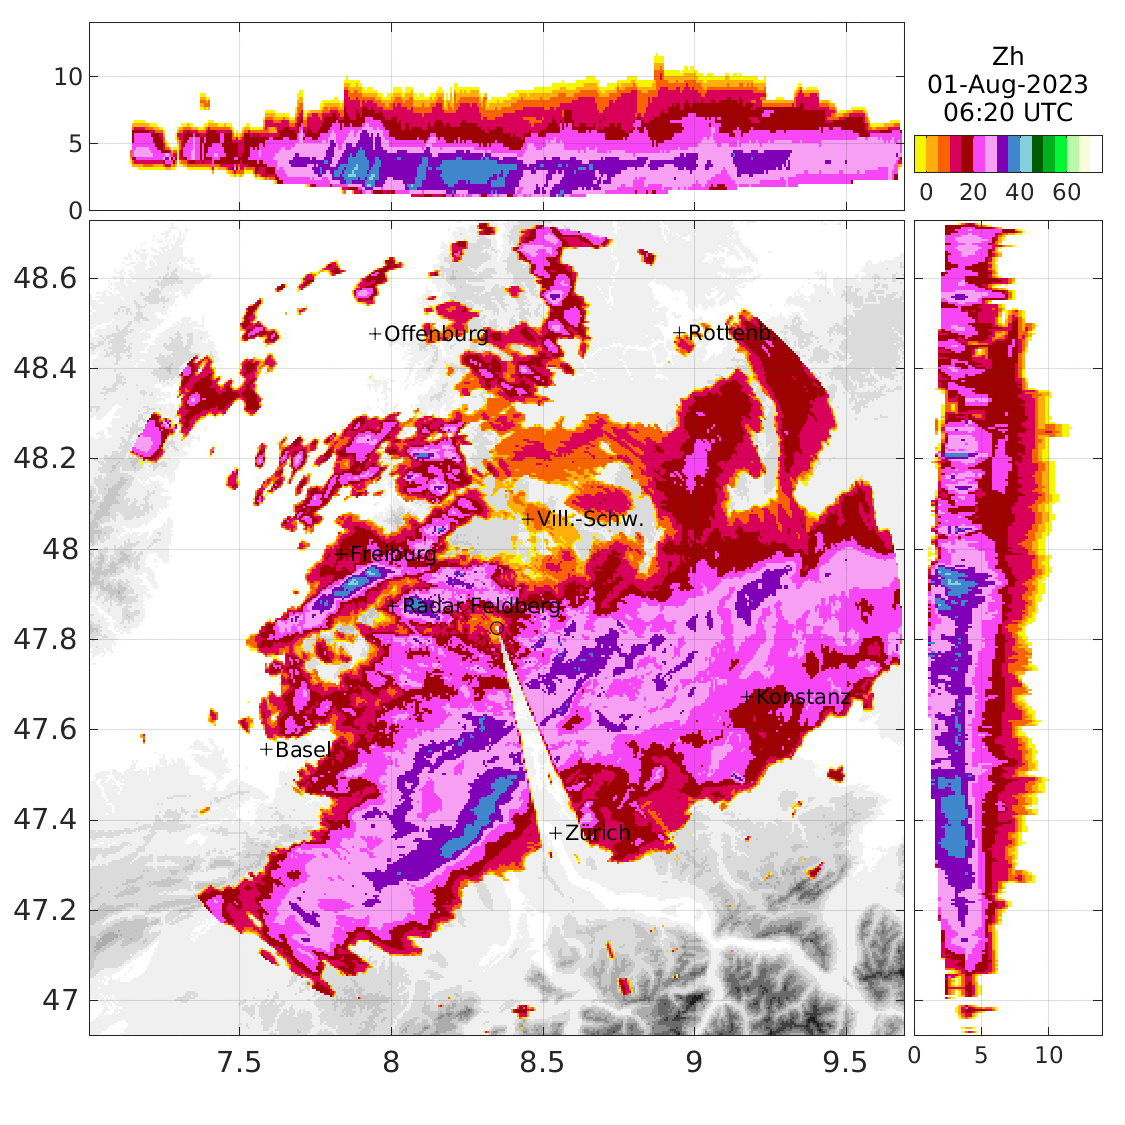 Zh
01-Aug-2023
06:20 UTC
10
5
0
0 20 40 60
48.6
48.4
48.2
48
47.8
47.6
47.4
47.2
47
+Offenburg
+Rottenb.
+Vill.-Schw.
+Freiburg
+Radar Feldberg
+Konstanz
+Basel
+Zürich
7.5 8 8.5 9 9.5
0 5 10